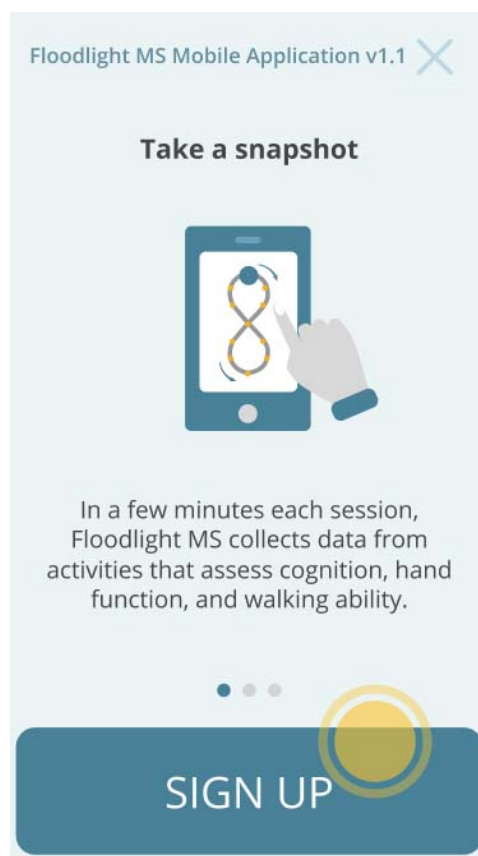 Floodlight MS Mobile Application v1.1
Take a snapshot
In a few minutes each session,
Floodlight MS collects data from
activities that assess cognition, hand
function, and walking ability.
SIGN UP